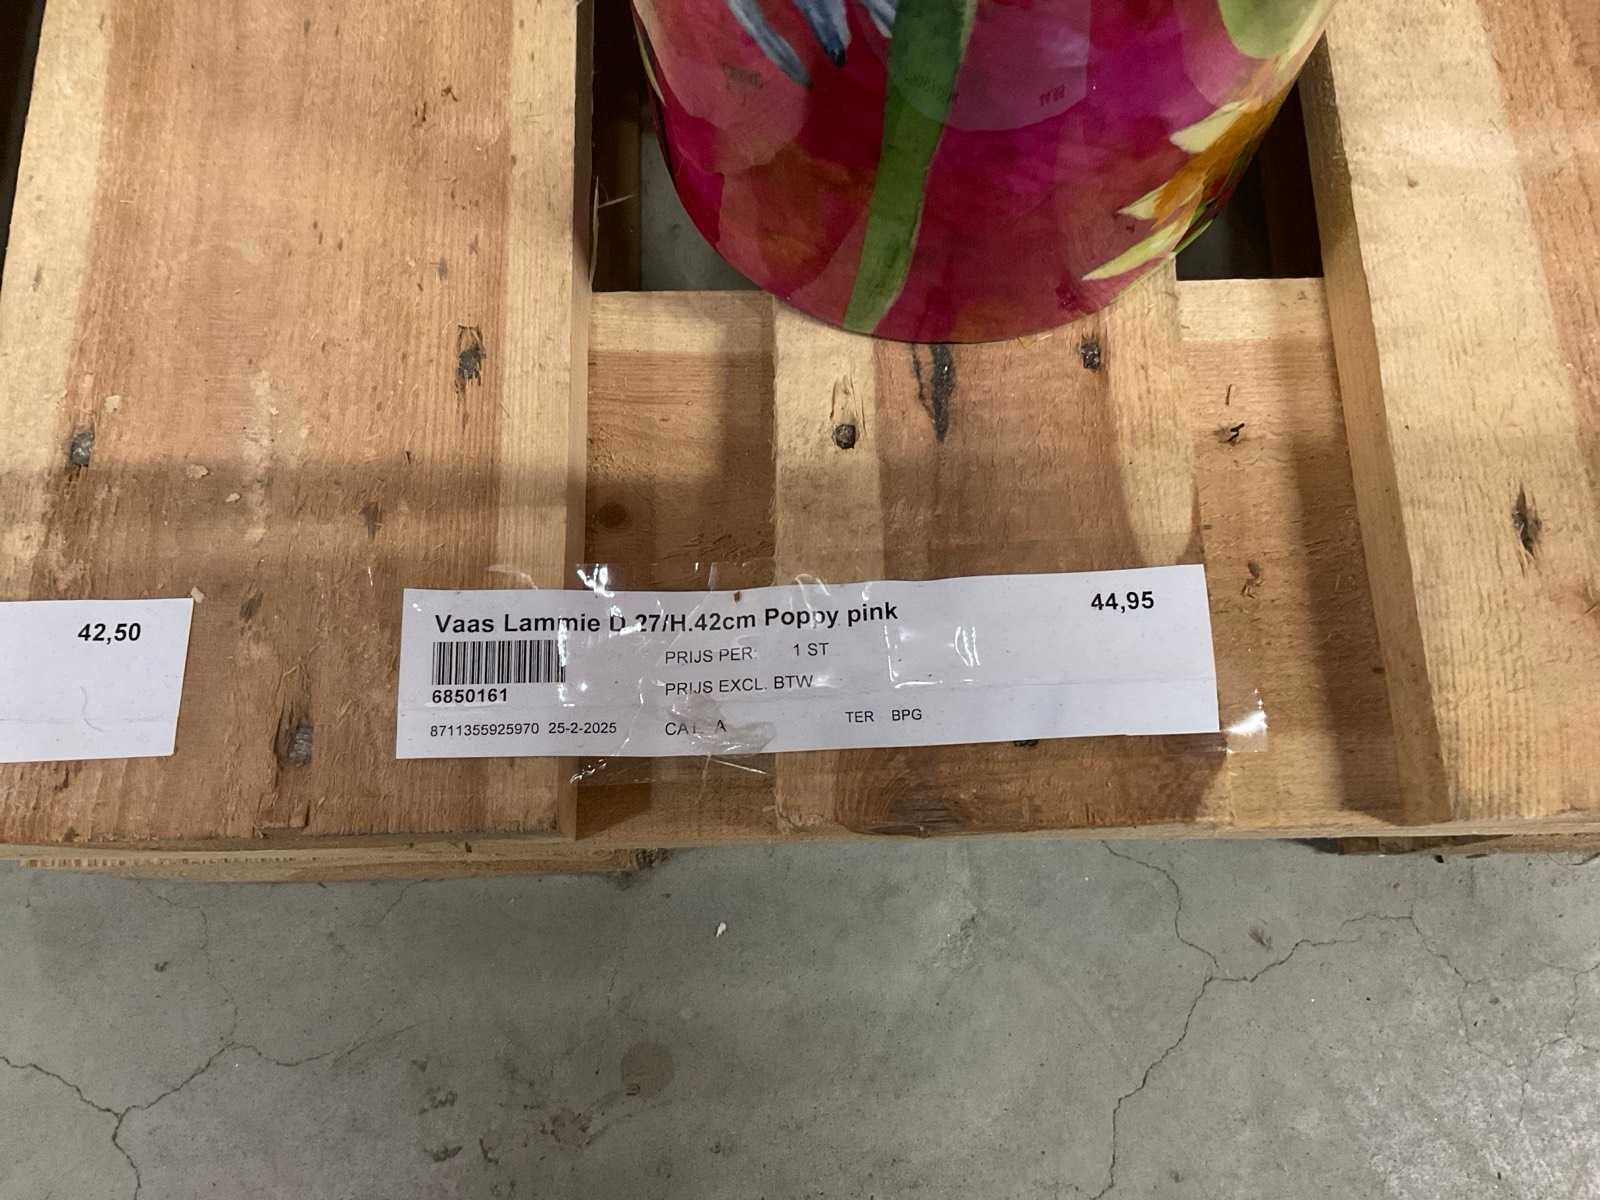 42,50
Vaas Lammie D.27/H.42cm Poppy pink
44,95
PRIJS PER: 1 ST
PRIJS EXCL. BTW
6850161
8711355925970 25-2-2025
CAT. A
TER BPG